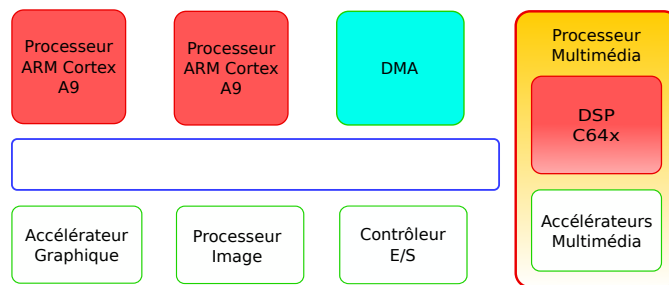 Processeur
ARM Cortex
A9
Processeur
ARM Cortex
A9
DMA
Processeur
Multimédia
DSP
C64x
Accélérateur
Graphique
Processeur
Image
Contrôleur
E/S
Accélérateurs
Multimédia